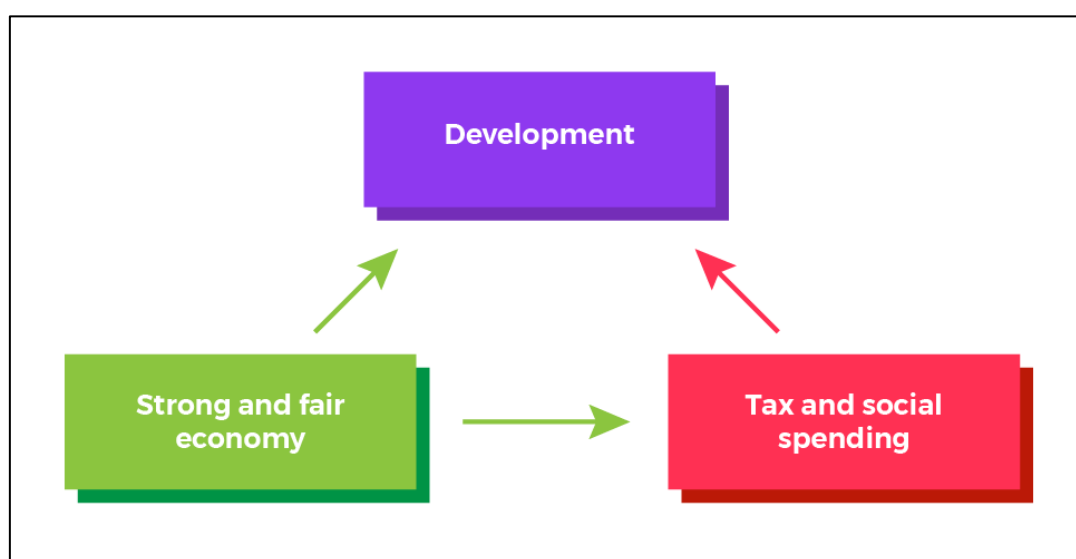 Development
Strong and fair
economy
Tax and social
spending